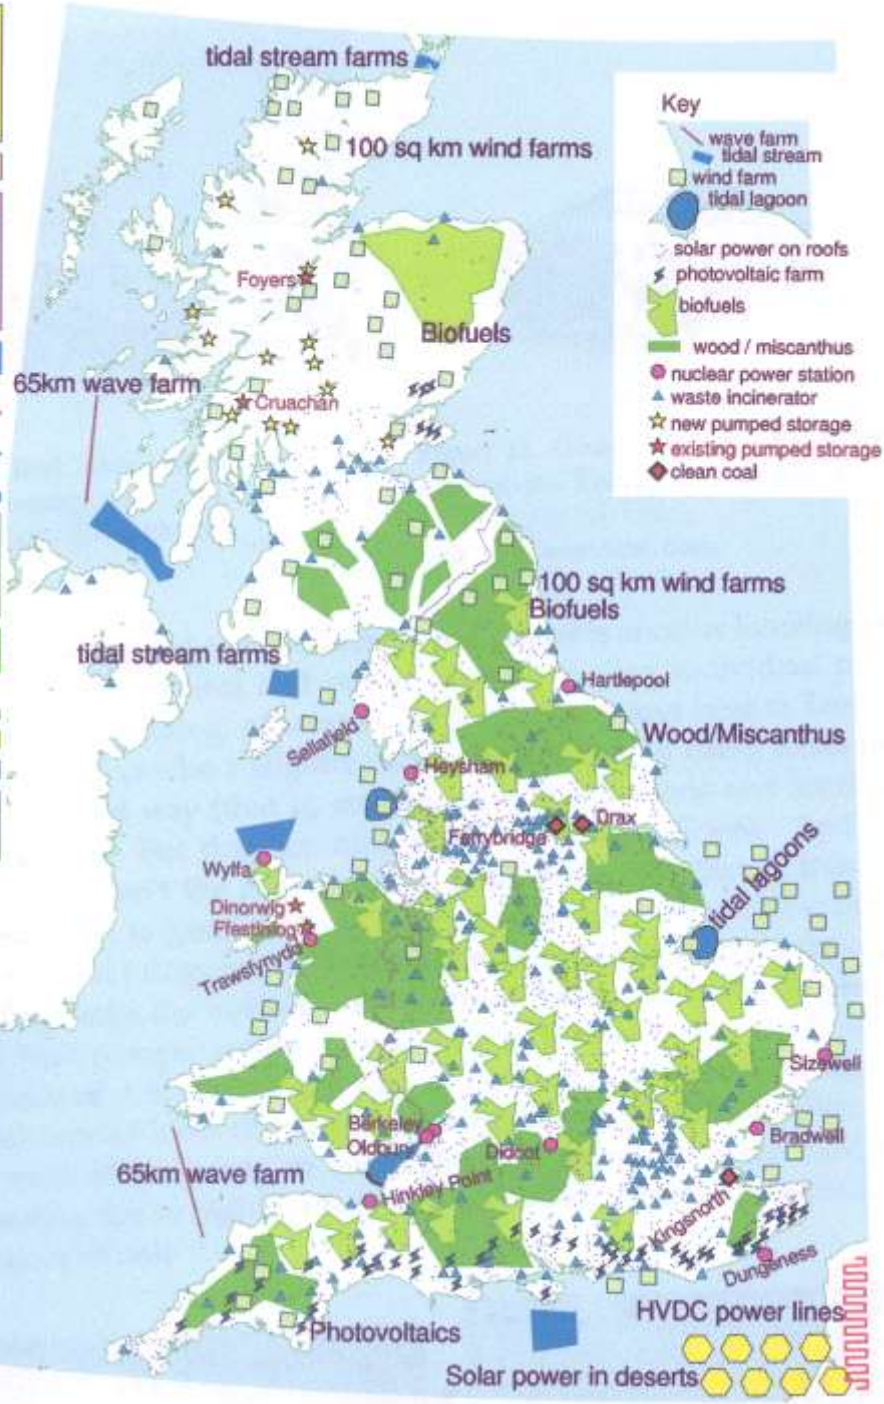 tidal stream farms
Key
wave farm
tidal stream
wind farm
tidal lagoon
solar power on roofs
photovoltaic farm
biofuels
wood / miscanthus
nuclear power station
waste incinerator
new pumped storage
existing pumped storage
clean coal
100 sq km wind farms
Foyers
Biofuels
65km wave farm
Cruachan
100 sq km wind farms
Biofuels
tidal stream farms
Hartlepool
Sellafield
Wood/Miscanthus
Heysham
Ferrybridge
Drax
tidal lagoons
Wylfa
Dinorwig
Ffestiniog
Trawsfynydd
Sizewell
Berkeley
Oldbury
Didcot
Bradwell
65km wave farm
Hinkley Point
Kingsnorth
Dungeness
HVDC power lines
Photovoltaics
Solar power in deserts